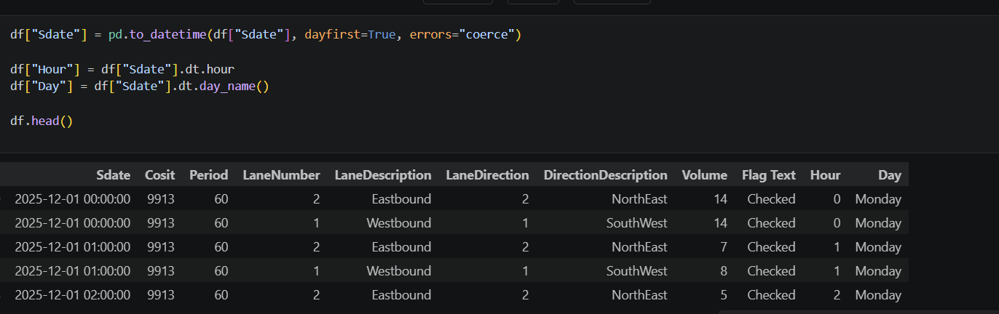 df["Sdate"] = pd.to_datetime(df["Sdate"], dayfirst=True, errors="coerce")
df["Hour"] = df["Sdate"].dt.hour
df["Day"] = df["Sdate"].dt.day_name()
df.head()
Sdate Cosit Period LaneNumber LaneDescription LaneDirection DirectionDescription Volume Flag Text Hour Day
2025-12-01 00:00:00 9913 60 2 Eastbound 2 NorthEast 14 Checked 0 Monday
2025-12-01 00:00:00 9913 60 1 Westbound 1 SouthWest 14 Checked 0 Monday
2025-12-01 01:00:00 9913 60 2 Eastbound 2 NorthEast 7 Checked 1 Monday
2025-12-01 01:00:00 9913 60 1 Westbound 1 SouthWest 8 Checked 1 Monday
2025-12-01 02:00:00 9913 60 2 Eastbound 2 NorthEast 5 Checked 2 Monday